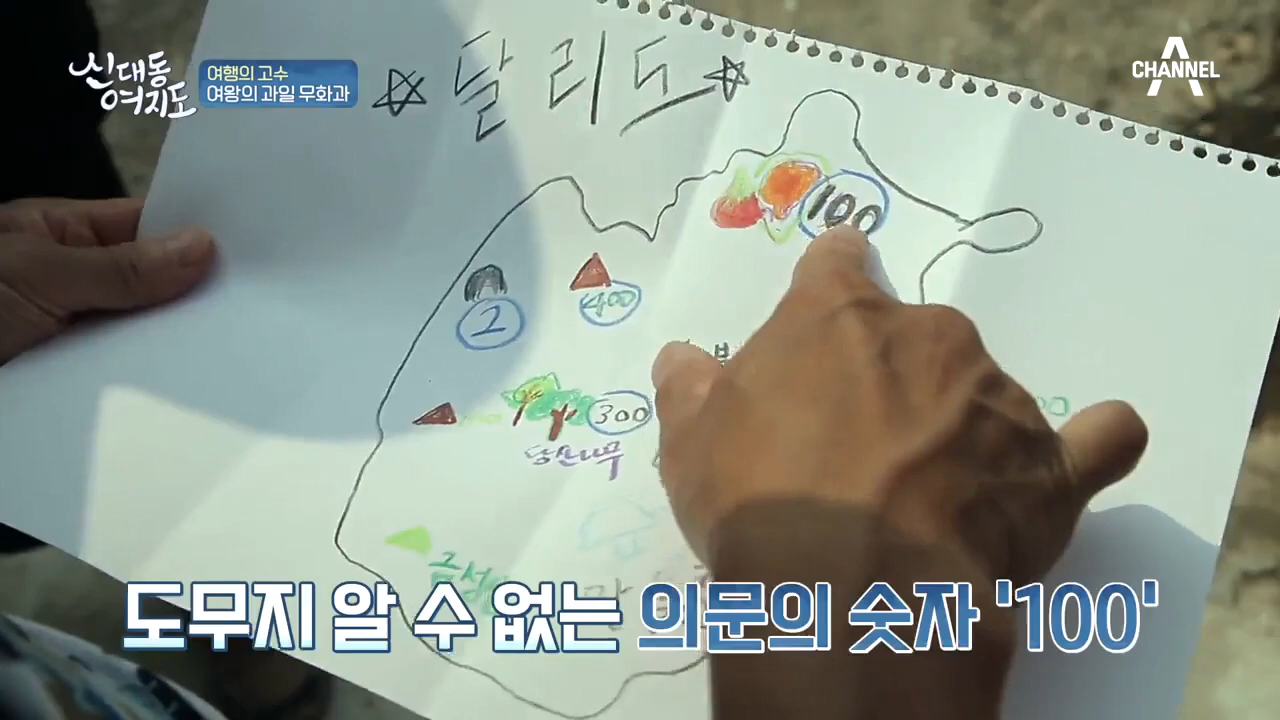 신대동
여지도
여행의 고수
여왕의 과일 무화과
CHANNEL A
☆ 달리도 ☆
100
2
400
300
당산나무
도무지 알 수 없는 의문의 숫자 '100'